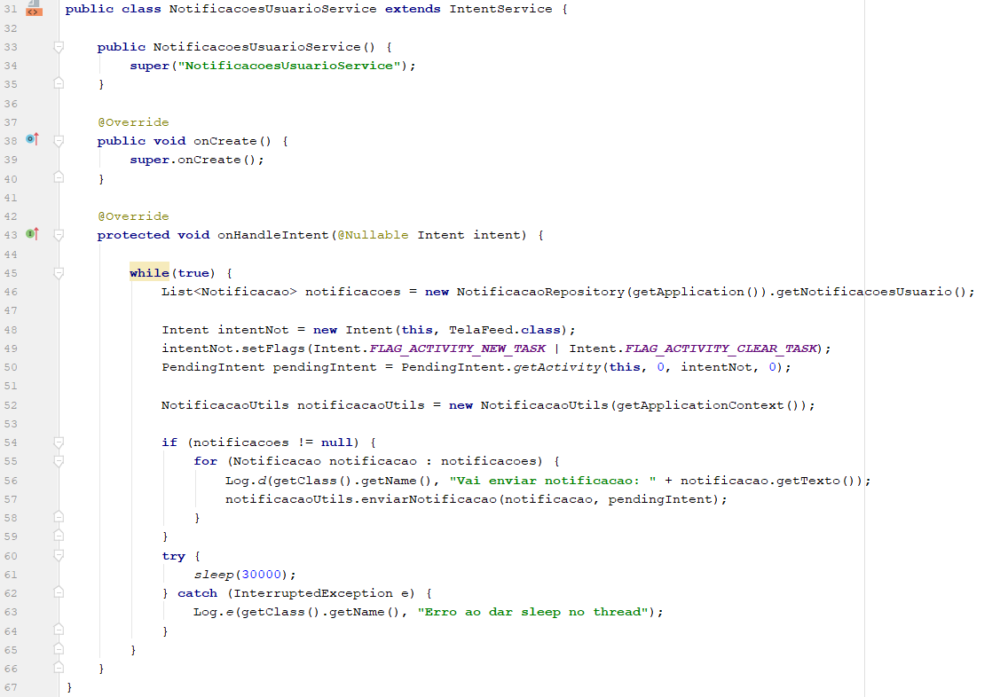 31 public class NotificacoesUsuarioService extends IntentService {
32
33 public NotificacoesUsuarioService() {
34 super("NotificacoesUsuarioService");
35 }
36
37 @Override
38 public void onCreate() {
39 super.onCreate();
40 }
41
42 @Override
43 protected void onHandleIntent(@Nullable Intent intent) {
44
45 while(true) {
46 List<Notificacao> notificacoes = new NotificacaoRepository(getApplication()).getNotificacoesUsuario();
47
48 Intent intentNot = new Intent(this, TelaFeed.class);
49 intentNot.setFlags(Intent.FLAG_ACTIVITY_NEW_TASK | Intent.FLAG_ACTIVITY_CLEAR_TASK);
50 PendingIntent pendingIntent = PendingIntent.getActivity(this, 0, intentNot, 0);
51
52 NotificacaoUtils notificacaoUtils = new NotificacaoUtils(getApplicationContext());
53
54 if (notificacoes != null) {
55 for (Notificacao notificacao : notificacoes) {
56 Log.d(getClass().getName(), "Vai enviar notificacao: " + notificacao.getTexto());
57 notificacaoUtils.enviarNotificacao(notificacao, pendingIntent);
58 }
59 }
60 try {
61 sleep(30000);
62 } catch (InterruptedException e) {
63 Log.e(getClass().getName(), "Erro ao dar sleep no thread");
64 }
65 }
66 }
67 }